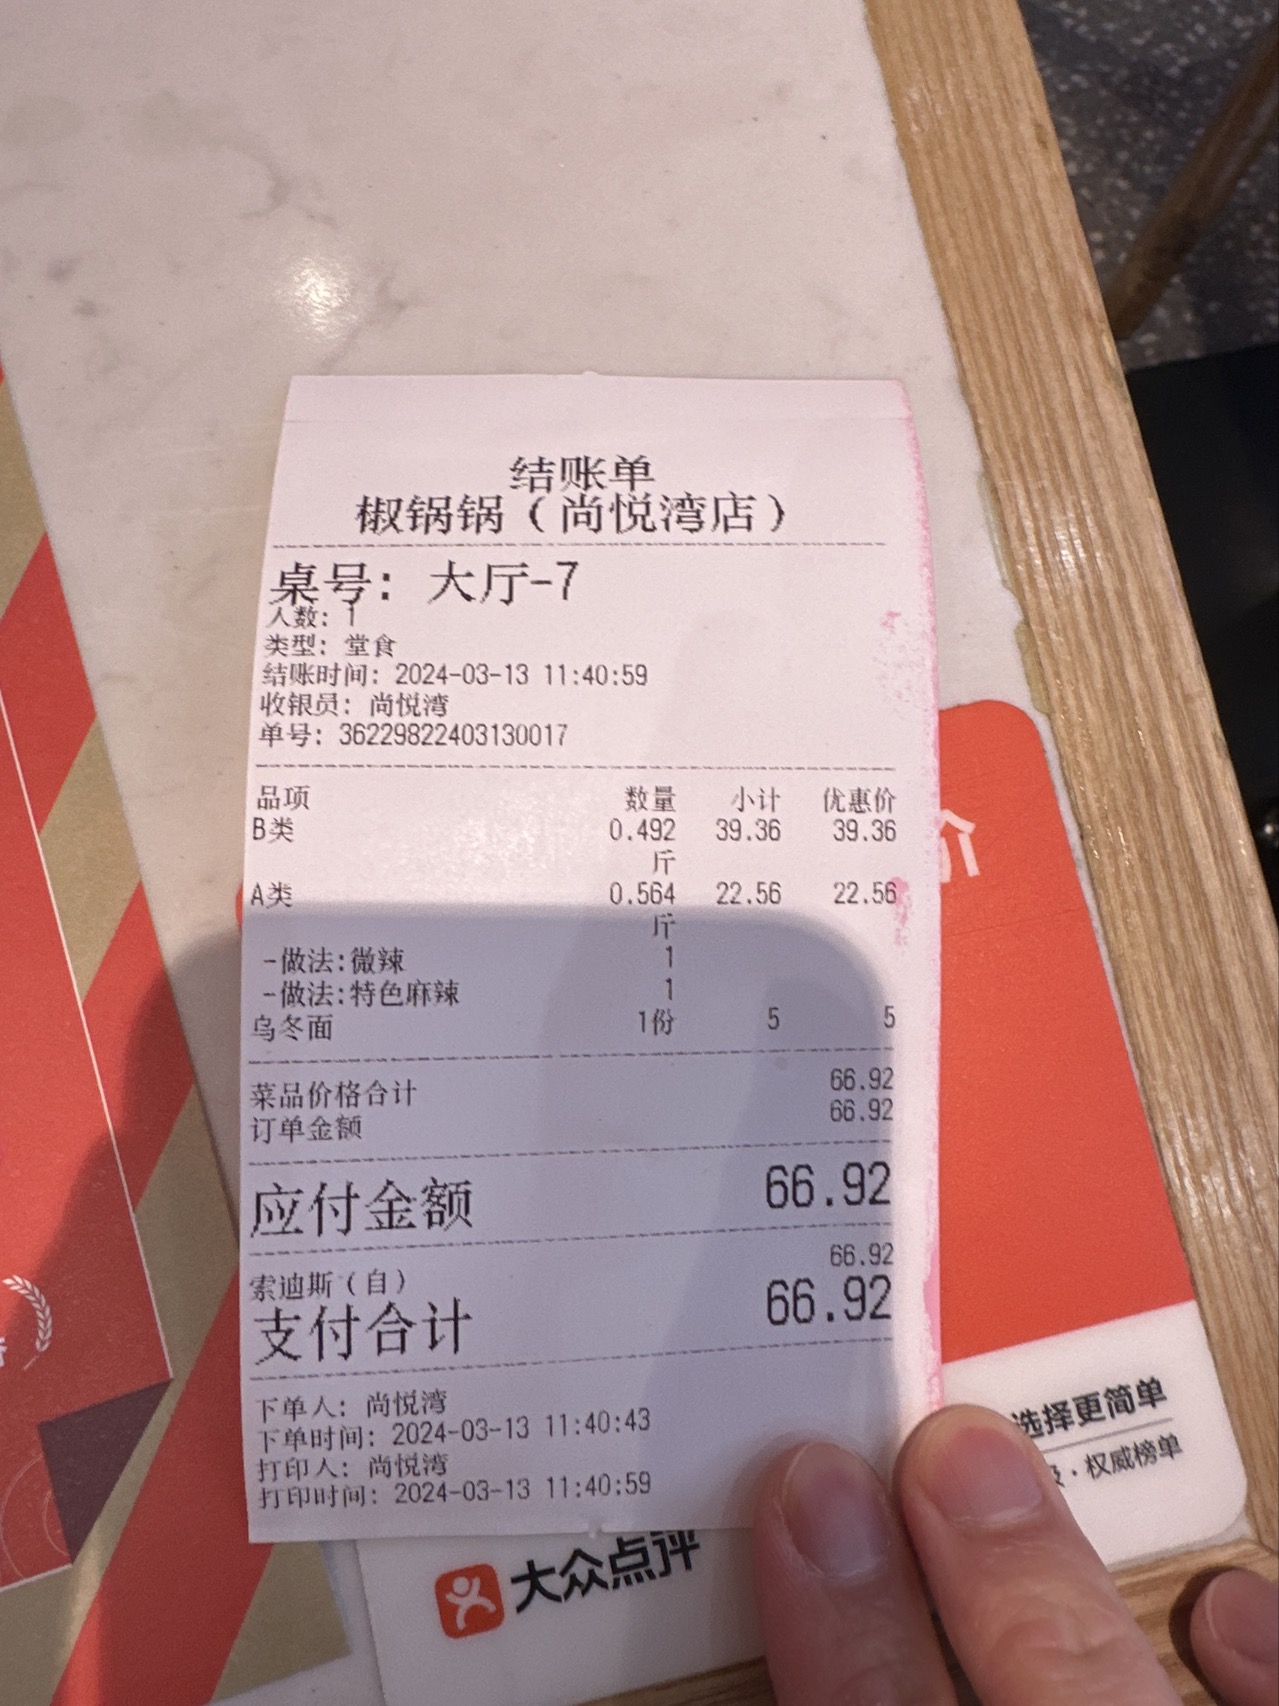 结账单
椒锅锅（尚悦湾店）
桌号: 大厅-7
人数: 1
类型: 堂食
结账时间: 2024-03-13 11:40:59
收银员: 尚悦湾
单号: 36229822403130017
品项 数量 小计 优惠价
B类 0.492 39.36 39.36
斤
A类 0.564 22.56 22.56
斤
-做法:微辣 1
-做法:特色麻辣 1
乌冬面 1份 5 5
菜品价格合计 66.92
订单金额 66.92
应付金额 66.92
索迪斯（自） 66.92
支付合计 66.92
下单人: 尚悦湾
下单时间: 2024-03-13 11:40:43
打印人: 尚悦湾
打印时间: 2024-03-13 11:40:59
价
选择更简单
·权威榜单
大众点评